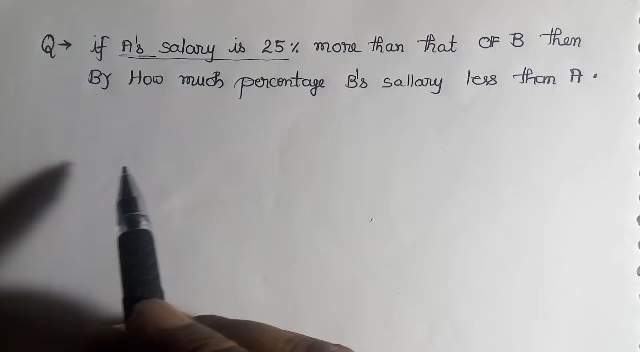 Q→ if A's salary is 25% more than that OF B then
By How much percentage B's sallary less than A.